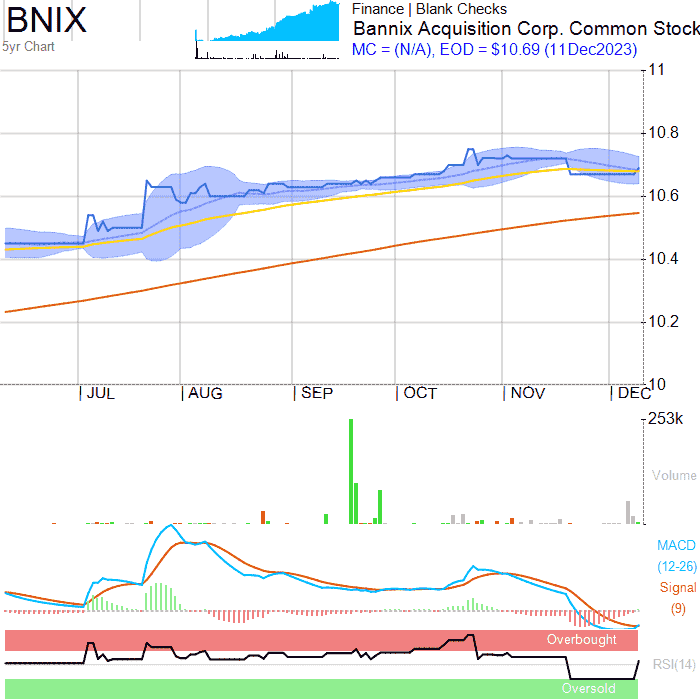 BNIX
5yr Chart
Finance | Blank Checks
Bannix Acquisition Corp. Common Stock
MC = (N/A), EOD = $10.69 (11Dec2023)
11
10.8
10.6
10.4
10.2
10
JUL AUG SEP OCT NOV DEC
253k
Volume
MACD
(12-26)
Signal
(9)
Overbought
RSI(14)
Oversold